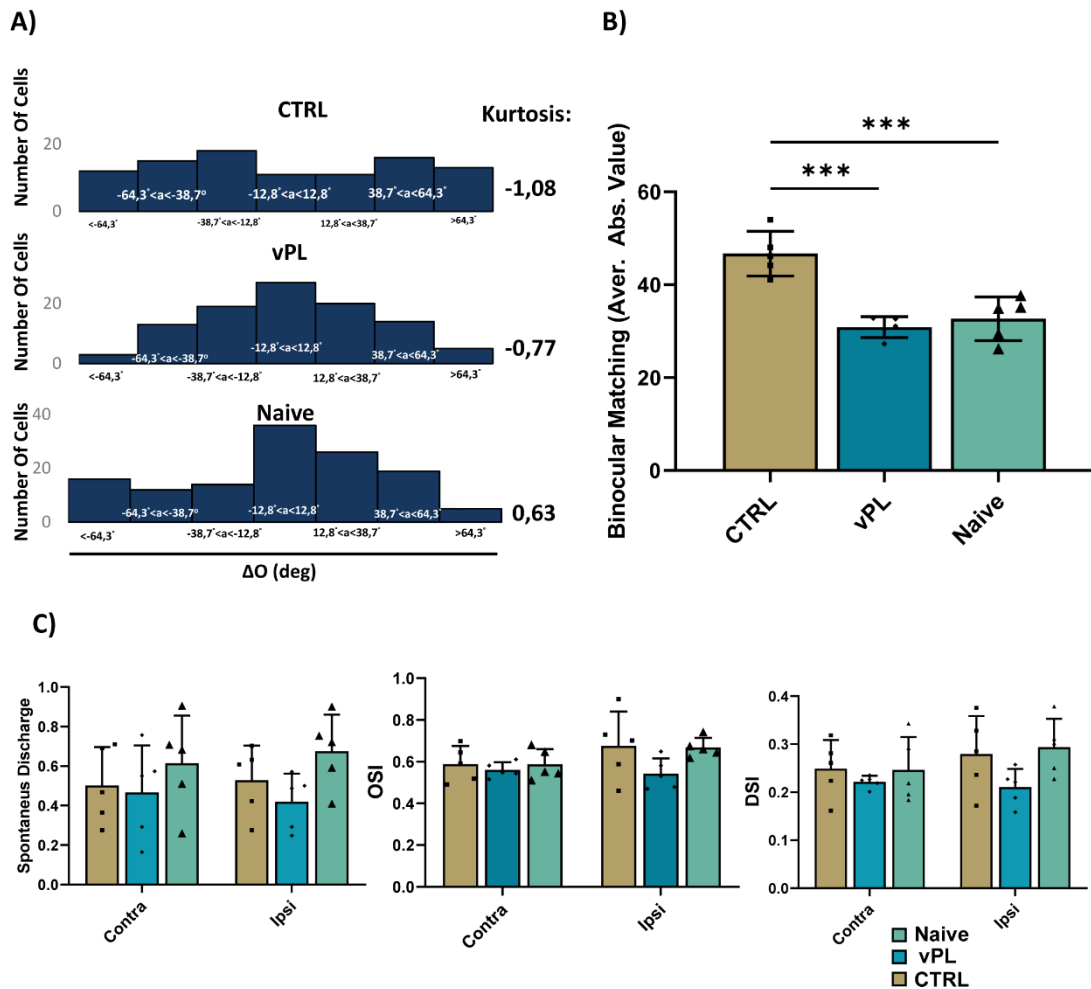 A)
Number Of Cells
CTRL
Kurtosis:
20
0
-64,3°<a<-38,7º
-12,8°<a<12,8°
38,7°<a<64,3°
<-64,3°
-38,7°<a<-12,8°
12,8°<a<38,7°
>64,3°
-1,08
Number Of Cells
vPL
20
0
-64,3°<a<-38,7º
-12,8°<a<12,8°
38,7°<a<64,3°
<-64,3°
-38,7°<a<-12,8°
12,8°<a<38,7°
>64,3°
-0,77
Number Of Cells
Naive
40
20
0
-64,3°<a<-38,7º
-12,8°<a<12,8°
38,7°<a<64,3°
<-64,3°
-38,7°<a<-12,8°
12,8°<a<38,7°
>64,3°
0,63
ΔO (deg)
B)
Binocular Matching (Aver. Abs. Value)
***
***
60
40
20
0
CTRL
vPL
Naive
C)
Spontaneus Discharge
1.0
0.8
0.6
0.4
0.2
0.0
Contra
Ipsi
OSI
1.0
0.8
0.6
0.4
0.2
0.0
Contra
Ipsi
DSI
0.4
0.3
0.2
0.1
0.0
Contra
Ipsi
Naive
vPL
CTRL